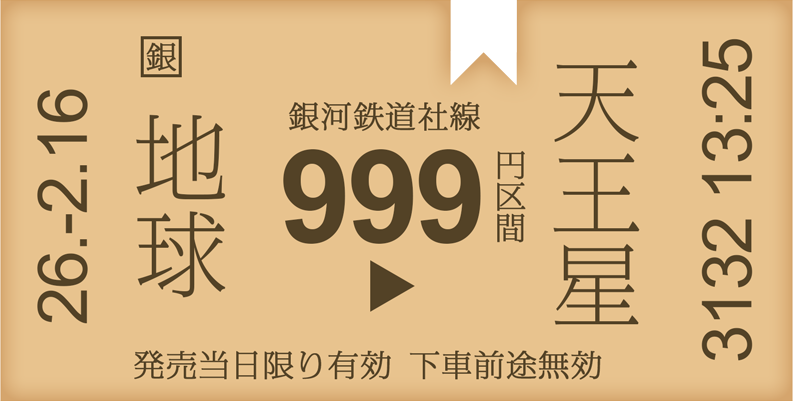 26.-2.16
銀
地球
銀河鉄道社線
999
円区間
▶
天王星
3132 13:25
発売当日限り有効 下車前途無効